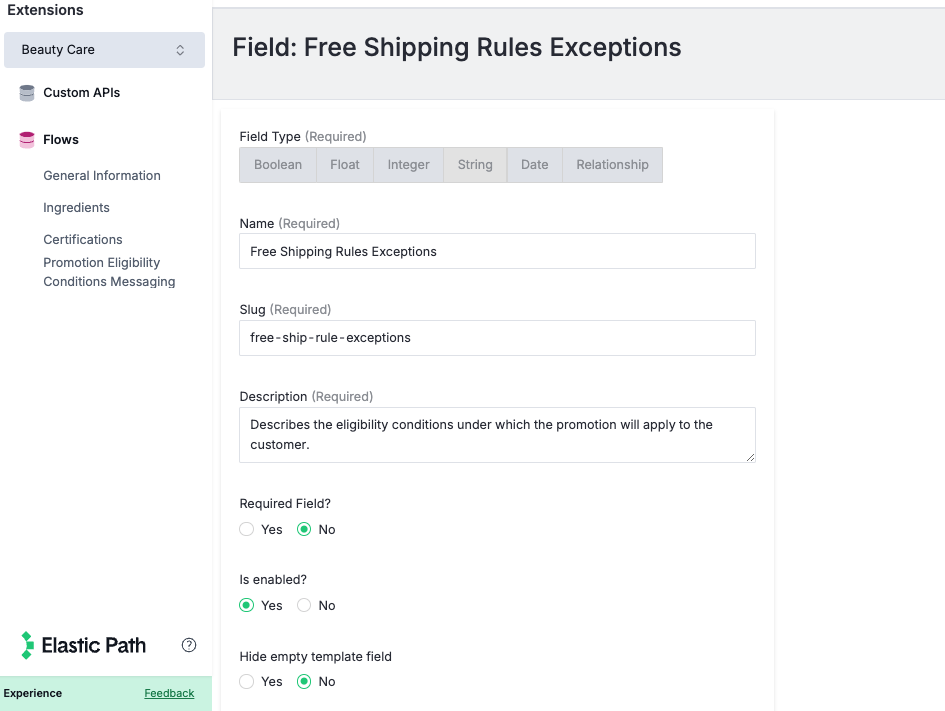 Extensions
Beauty Care
Custom APIs
Flows
General Information
Ingredients
Certifications
Promotion Eligibility
Conditions Messaging
Elastic Path
?
Experience
Feedback
Field: Free Shipping Rules Exceptions
Field Type (Required)
Boolean Float Integer String Date Relationship
Name (Required)
Free Shipping Rules Exceptions
Slug (Required)
free-ship-rule-exceptions
Description (Required)
Describes the eligibility conditions under which the promotion will apply to the
customer.
Required Field?
Yes No
Is enabled?
Yes No
Hide empty template field
Yes No